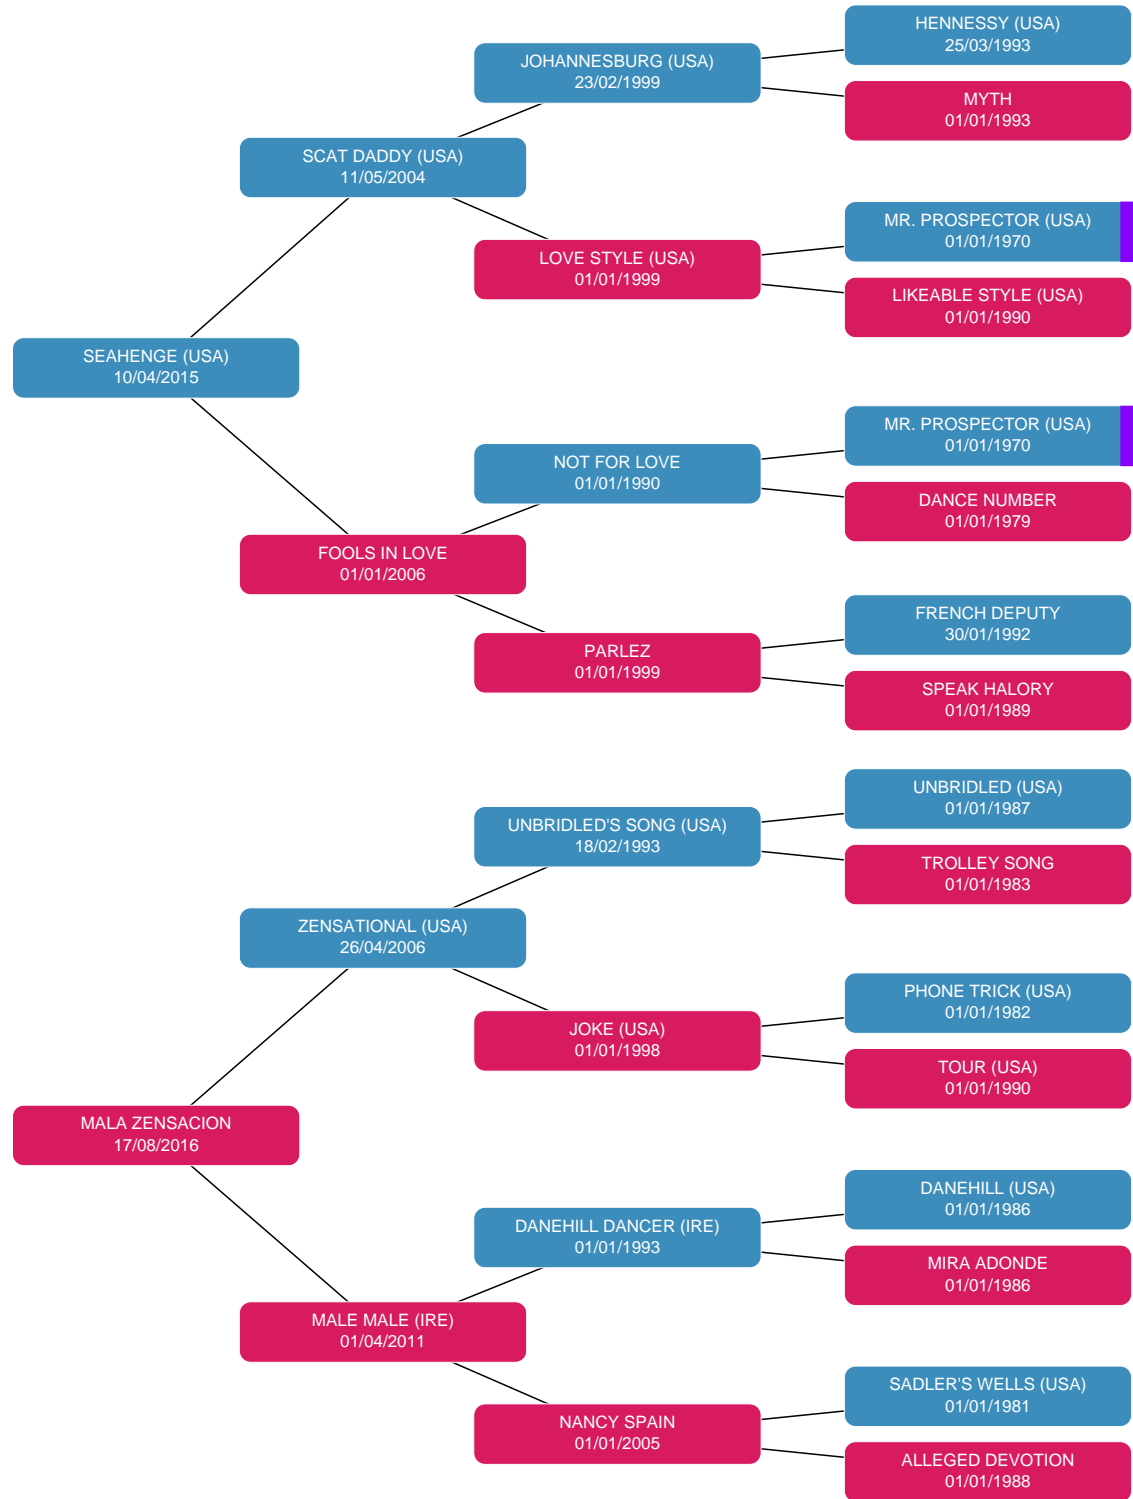 HENNESSY (USA)
25/03/1993
JOHANNESBURG (USA)
23/02/1999
MYTH
01/01/1993
SCAT DADDY (USA)
11/05/2004
MR. PROSPECTOR (USA)
01/01/1970
LOVE STYLE (USA)
01/01/1999
LIKEABLE STYLE (USA)
01/01/1990
SEAHENGE (USA)
10/04/2015
MR. PROSPECTOR (USA)
01/01/1970
NOT FOR LOVE
01/01/1990
DANCE NUMBER
01/01/1979
FOOLS IN LOVE
01/01/2006
FRENCH DEPUTY
30/01/1992
PARLEZ
01/01/1999
SPEAK HALORY
01/01/1989
UNBRIDLED (USA)
01/01/1987
UNBRIDLED'S SONG (USA)
18/02/1993
TROLLEY SONG
01/01/1983
ZENSATIONAL (USA)
26/04/2006
PHONE TRICK (USA)
01/01/1982
JOKE (USA)
01/01/1998
TOUR (USA)
01/01/1990
MALA ZENSACION
17/08/2016
DANEHILL (USA)
01/01/1986
DANEHILL DANCER (IRE)
01/01/1993
MIRA ADONDE
01/01/1986
MALE MALE (IRE)
01/04/2011
SADLER'S WELLS (USA)
01/01/1981
NANCY SPAIN
01/01/2005
ALLEGED DEVOTION
01/01/1988